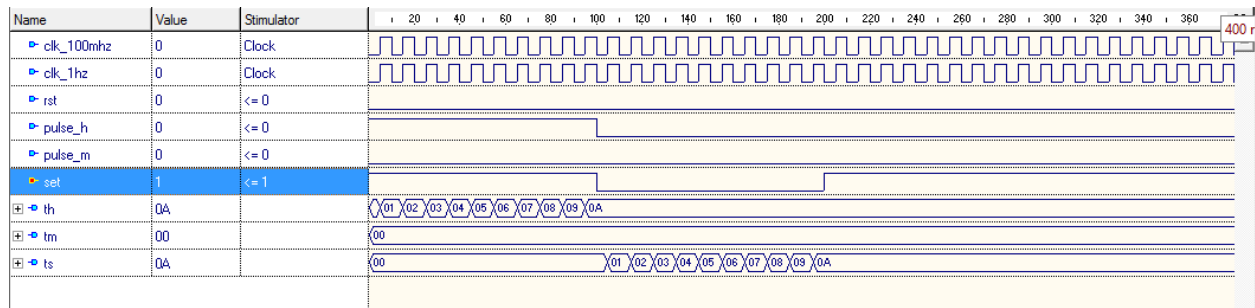 Name Value Stimulator 20 40 60 80 100 120 140 160 180 200 220 240 260 280 300 320 340 360
400 n
clk_100mhz 0 Clock
clk_1hz 0 Clock
rst 0 <= 0
pulse_h 0 <= 0
pulse_m 0 <= 0
set 1 <= 1
th 0A 01 02 03 04 05 06 07 08 09 0A
tm 00 00
ts 0A 00 01 02 03 04 05 06 07 08 09 0A